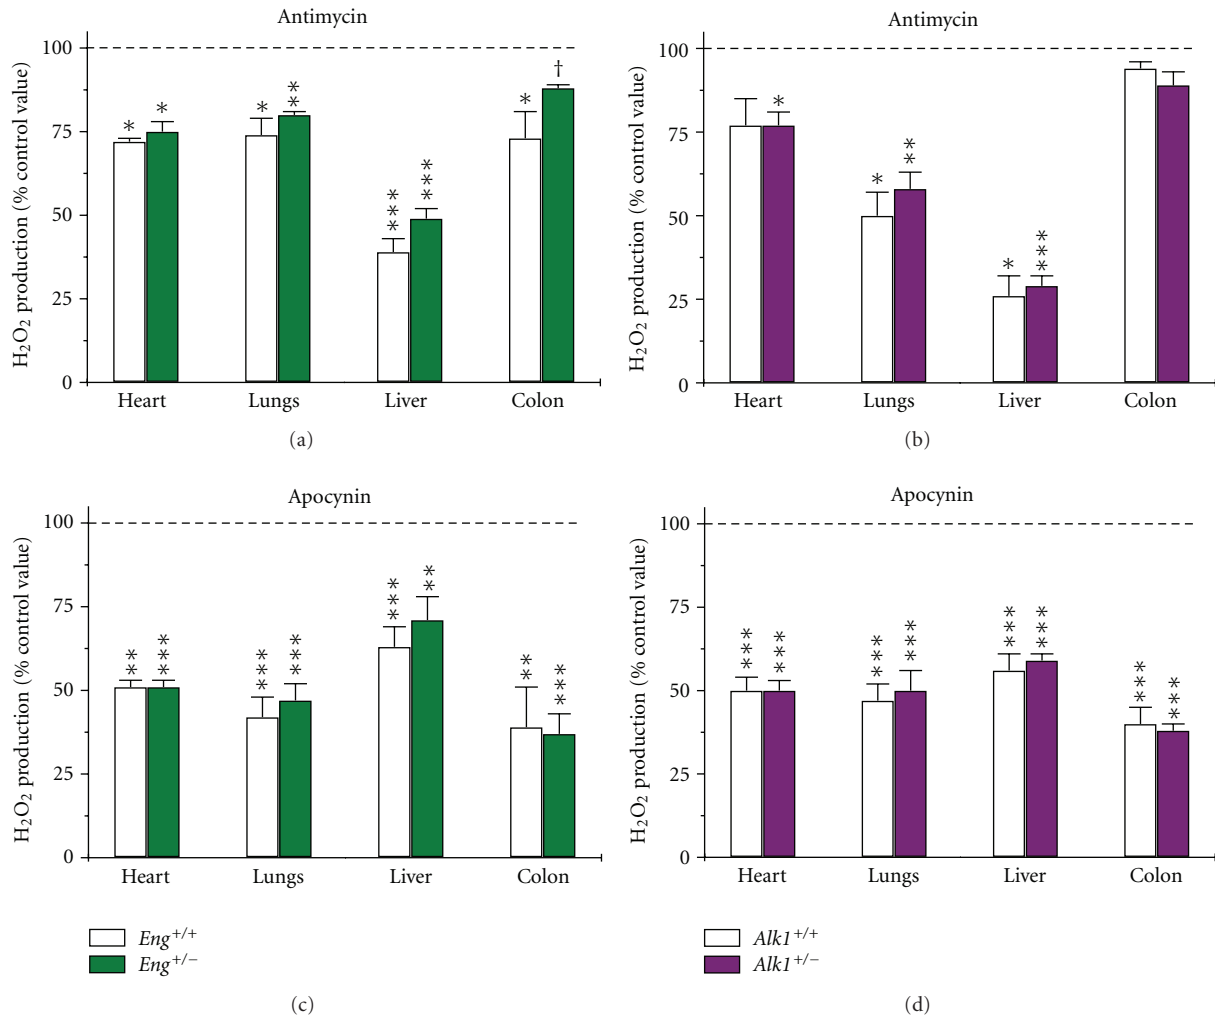 Antimycin
H₂O₂ production (% control value)
100
75
50
25
0
* * * ** *** *** * †
Heart Lungs Liver Colon
(a)
Antimycin
H₂O₂ production (% control value)
100
75
50
25
0
* * ** * ***
Heart Lungs Liver Colon
(b)
Apocynin
H₂O₂ production (% control value)
100
75
50
25
0
** *** *** *** *** ** ** ***
Heart Lungs Liver Colon
Eng+/+
Eng+/−
(c)
Apocynin
H₂O₂ production (% control value)
100
75
50
25
0
*** *** *** *** *** *** *** ***
Heart Lungs Liver Colon
Alk1+/+
Alk1+/−
(d)